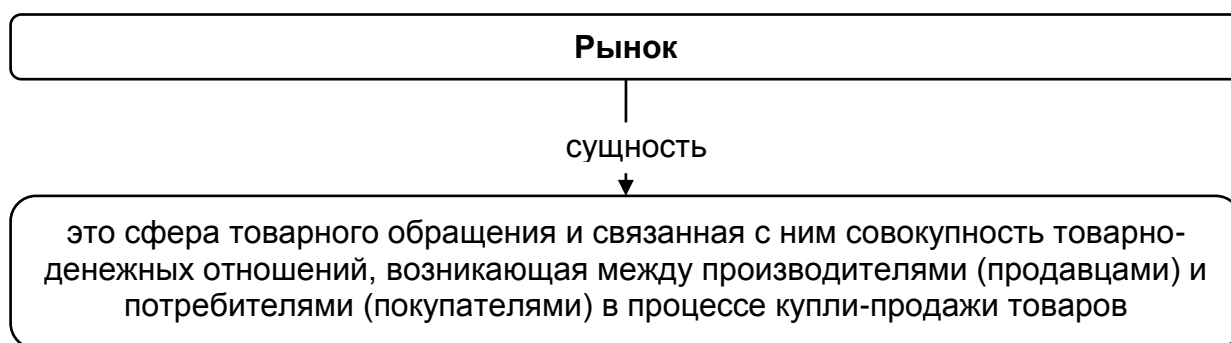 Рынок
сущность
это сфера товарного обращения и связанная с ним совокупность товарно-
денежных отношений, возникающая между производителями (продавцами) и
потребителями (покупателями) в процессе купли-продажи товаров